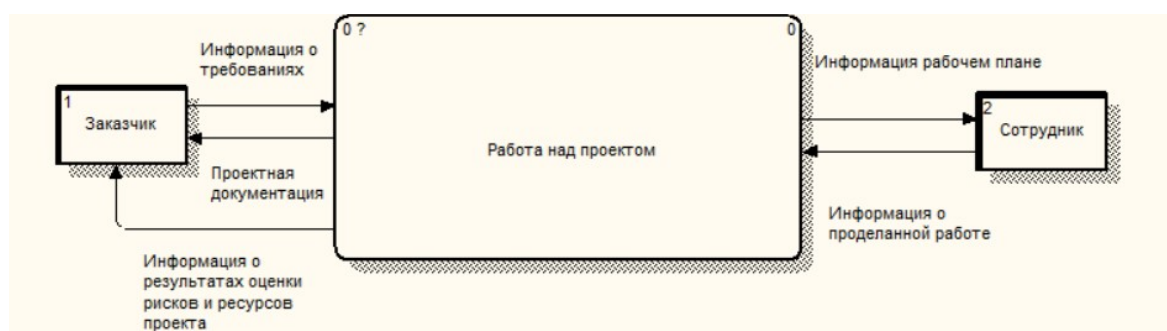 Информация о
требованиях
0 ?
0
Информация рабочем плане
1
Заказчик
2
Сотрудник
Работа над проектом
Проектная
документация
Информация о
проделанной работе
Информация о
результатах оценки
рисков и ресурсов
проекта